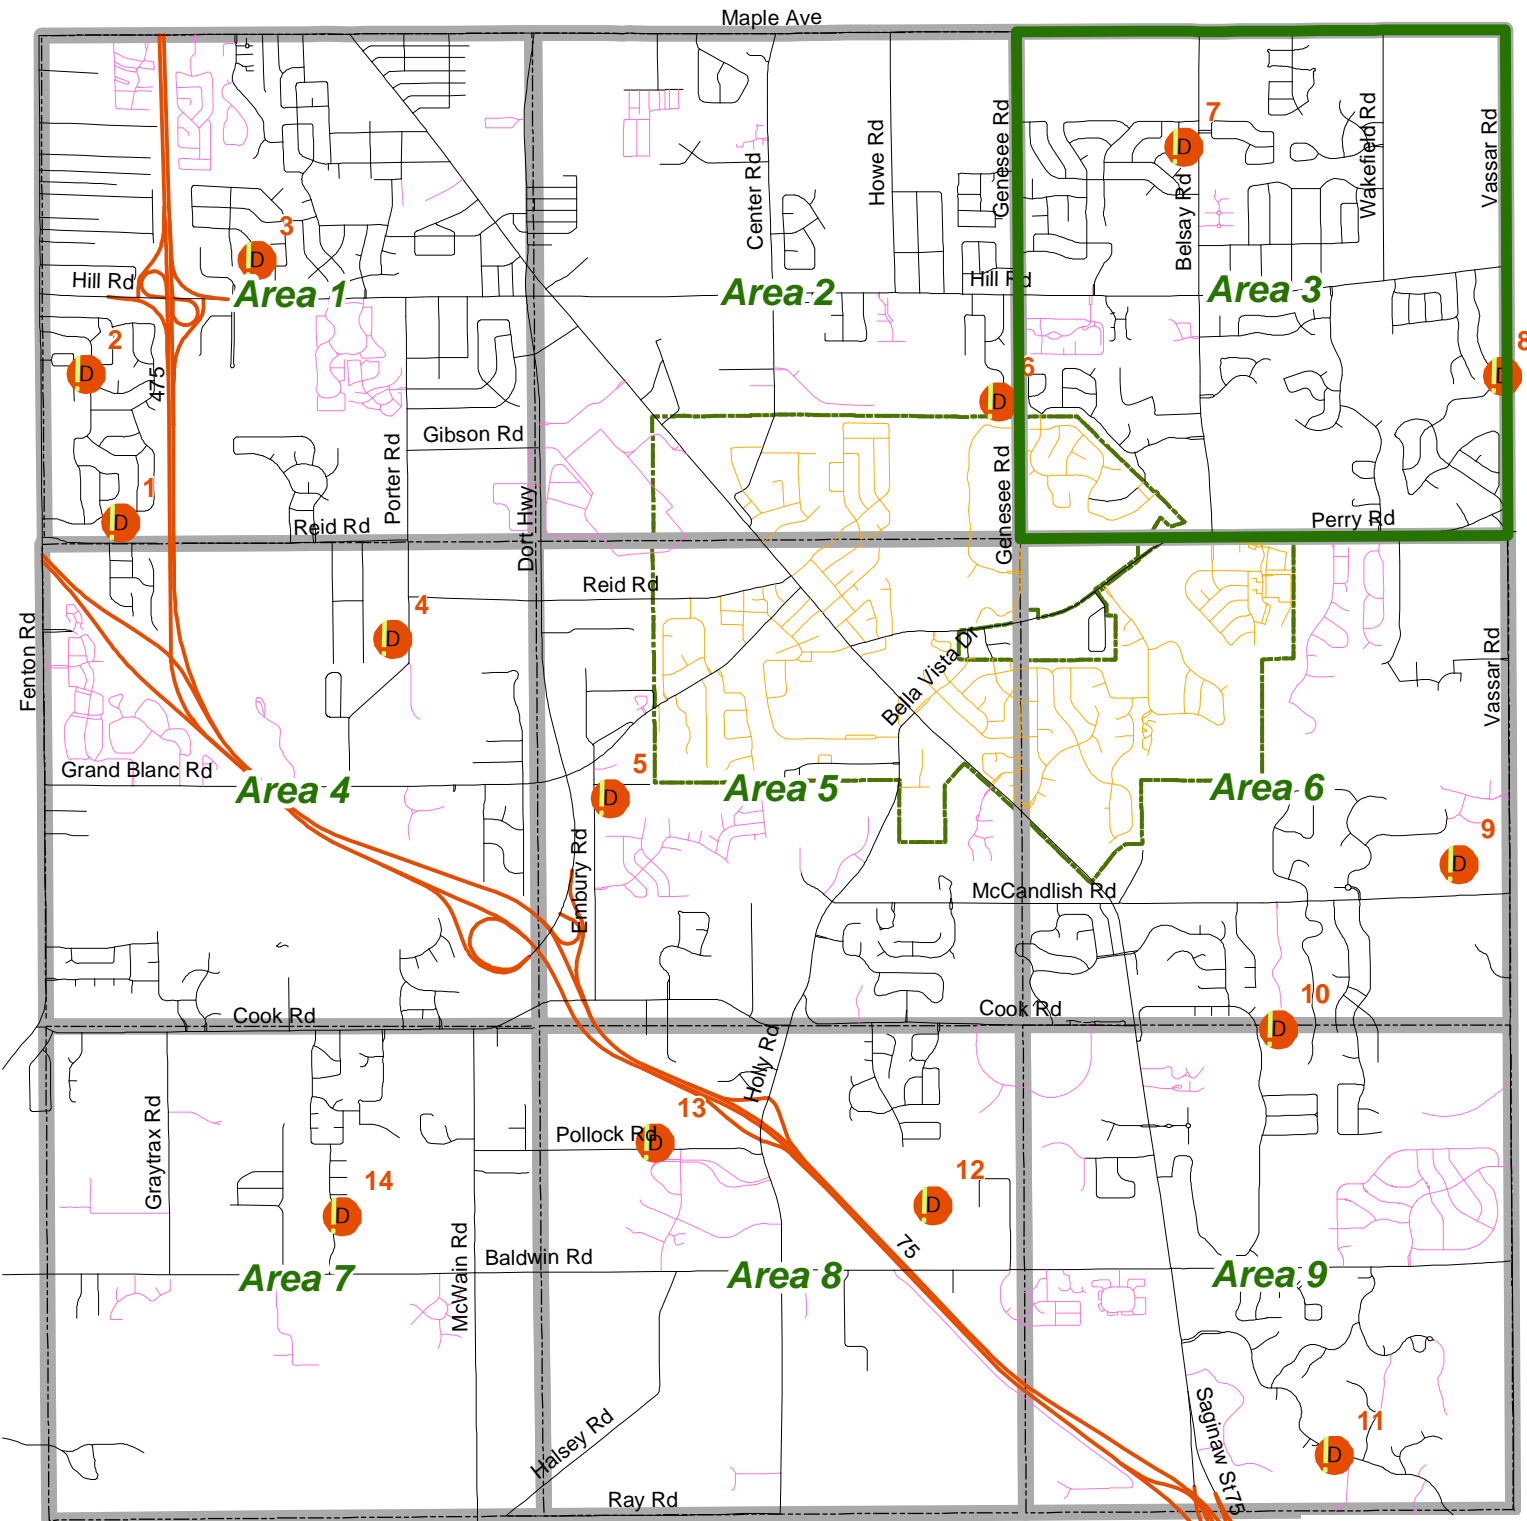 Maple Ave
7
Genesee Rd
Howe Rd
Center Rd
Wakefield Rd
Vassar Rd
D
Belsay Rd
3
D
Hill Rd
Area 1
Area 2
Hill Rd
Area 3
2
D
475
6
D
8
D
Gibson Rd
Porter Rd
1
D
Reid Rd
Dort Hwy
Genesee Rd
Perry Rd
Reid Rd
4
D
Fenton Rd
Bella Vista Dr
Vassar Rd
Grand Blanc Rd
Area 4
5
D
Area 5
Area 6
9
D
Embury Rd
McCandlish Rd
Cook Rd
Cook Rd
10
D
Holly Rd
13
Graytrax Rd
Pollock Rd
D
14
D
12
D
McWain Rd
75
Baldwin Rd
Area 7
Area 8
Area 9
Halsey Rd
Saginaw St
11
D
75
Ray Rd